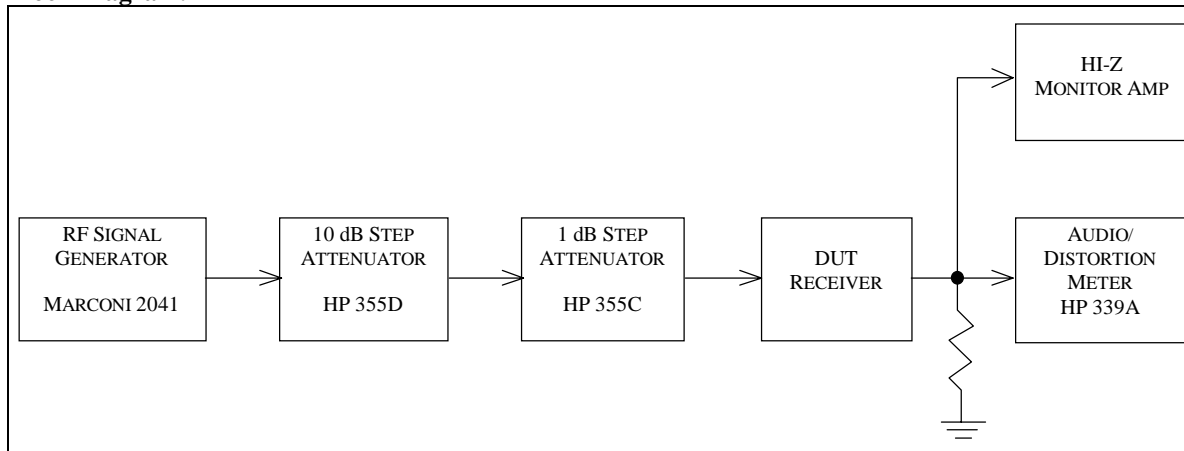 HI-Z
MONITOR AMP
RF SIGNAL
GENERATOR
MARCONI 2041
10 dB STEP
ATTENUATOR
HP 355D
1 dB STEP
ATTENUATOR
HP 355C
DUT
RECEIVER
AUDIO/
DISTORTION
METER
HP 339A